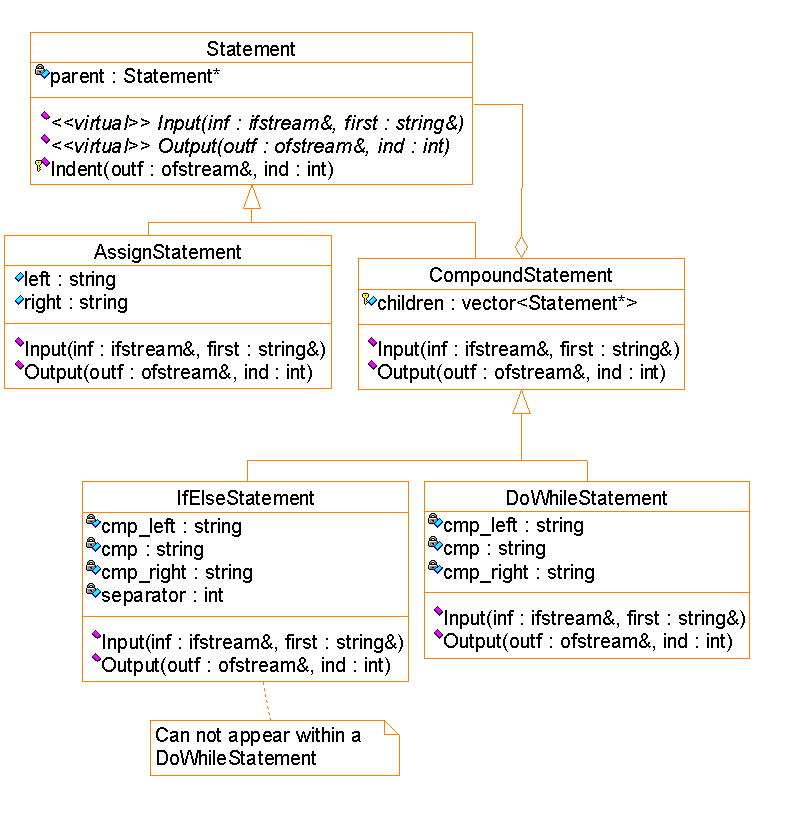 Statement
parent : Statement*
<<virtual>> Input(inf : ifstream&, first : string&)
<<virtual>> Output(outf : ofstream&, ind : int)
Indent(outf : ofstream&, ind : int)
AssignStatement
left : string
right : string
Input(inf : ifstream&, first : string&)
Output(outf : ofstream&, ind : int)
CompoundStatement
children : vector<Statement*>
Input(inf : ifstream&, first : string&)
Output(outf : ofstream&, ind : int)
IfElseStatement
cmp_left : string
cmp : string
cmp_right : string
separator : int
Input(inf : ifstream&, first : string&)
Output(outf : ofstream&, ind : int)
DoWhileStatement
cmp_left : string
cmp : string
cmp_right : string
Input(inf : ifstream&, first : string&)
Output(outf : ofstream&, ind : int)
Can not appear within a
DoWhileStatement